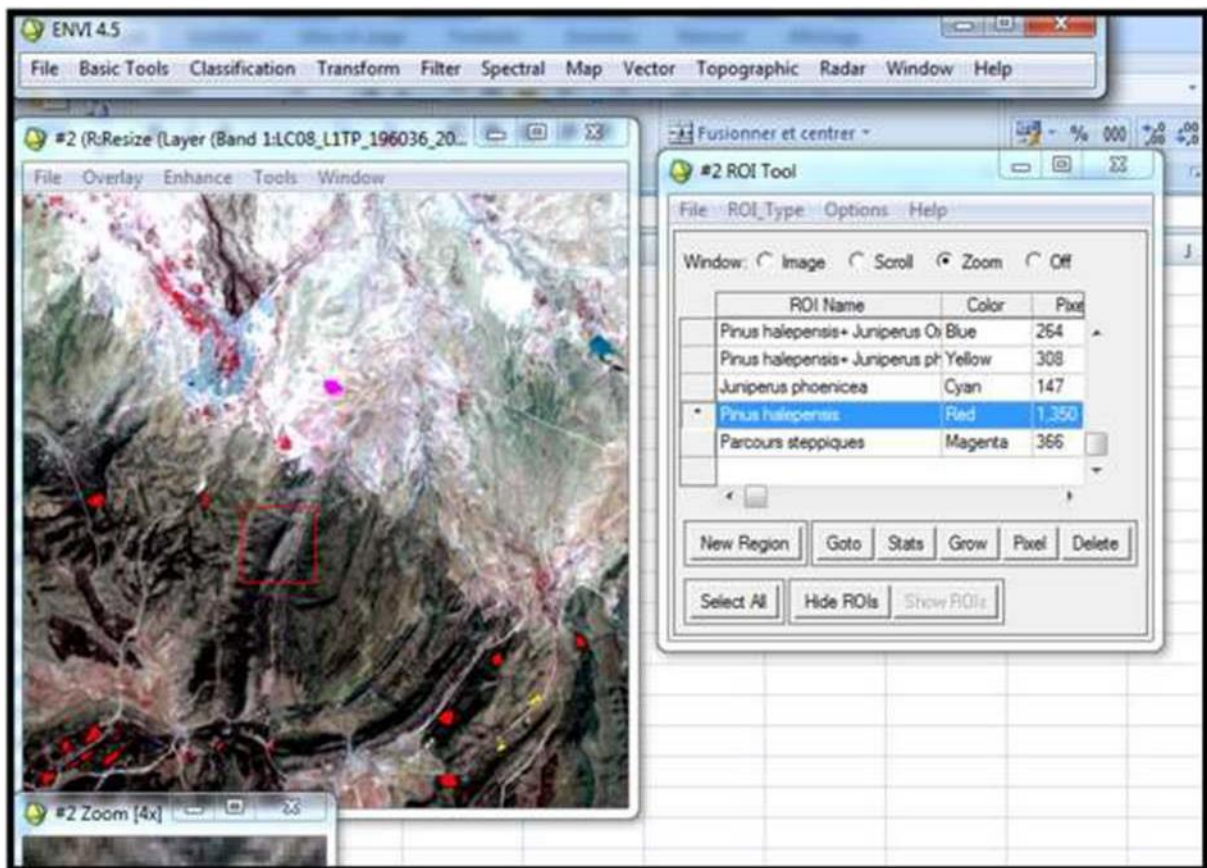 ENVI 4.5
File Basic Tools Classification Transform Filter Spectral Map Vector Topographic Radar Window Help
#2 (R:Resize (Layer (Band 1:LC08_L1TP_196036_20...
File Overlay Enhance Tools Window
Fusionner et centrer
% 000
,00
J
#2 ROI Tool
File ROI_Type Options Help
Window: Image Scroll Zoom Off
ROI Name Color Pixe
Pinus halepensis+ Juniperus Ox Blue 264
Pinus halepensis+ Juniperus ph Yellow 308
Juniperus phoenicea Cyan 147
* Pinus halepensis Red 1,350
Parcours steppiques Magenta 366
New Region Goto Stats Grow Pixel Delete
Select All Hide ROIs Show ROIs
#2 Zoom [4x]